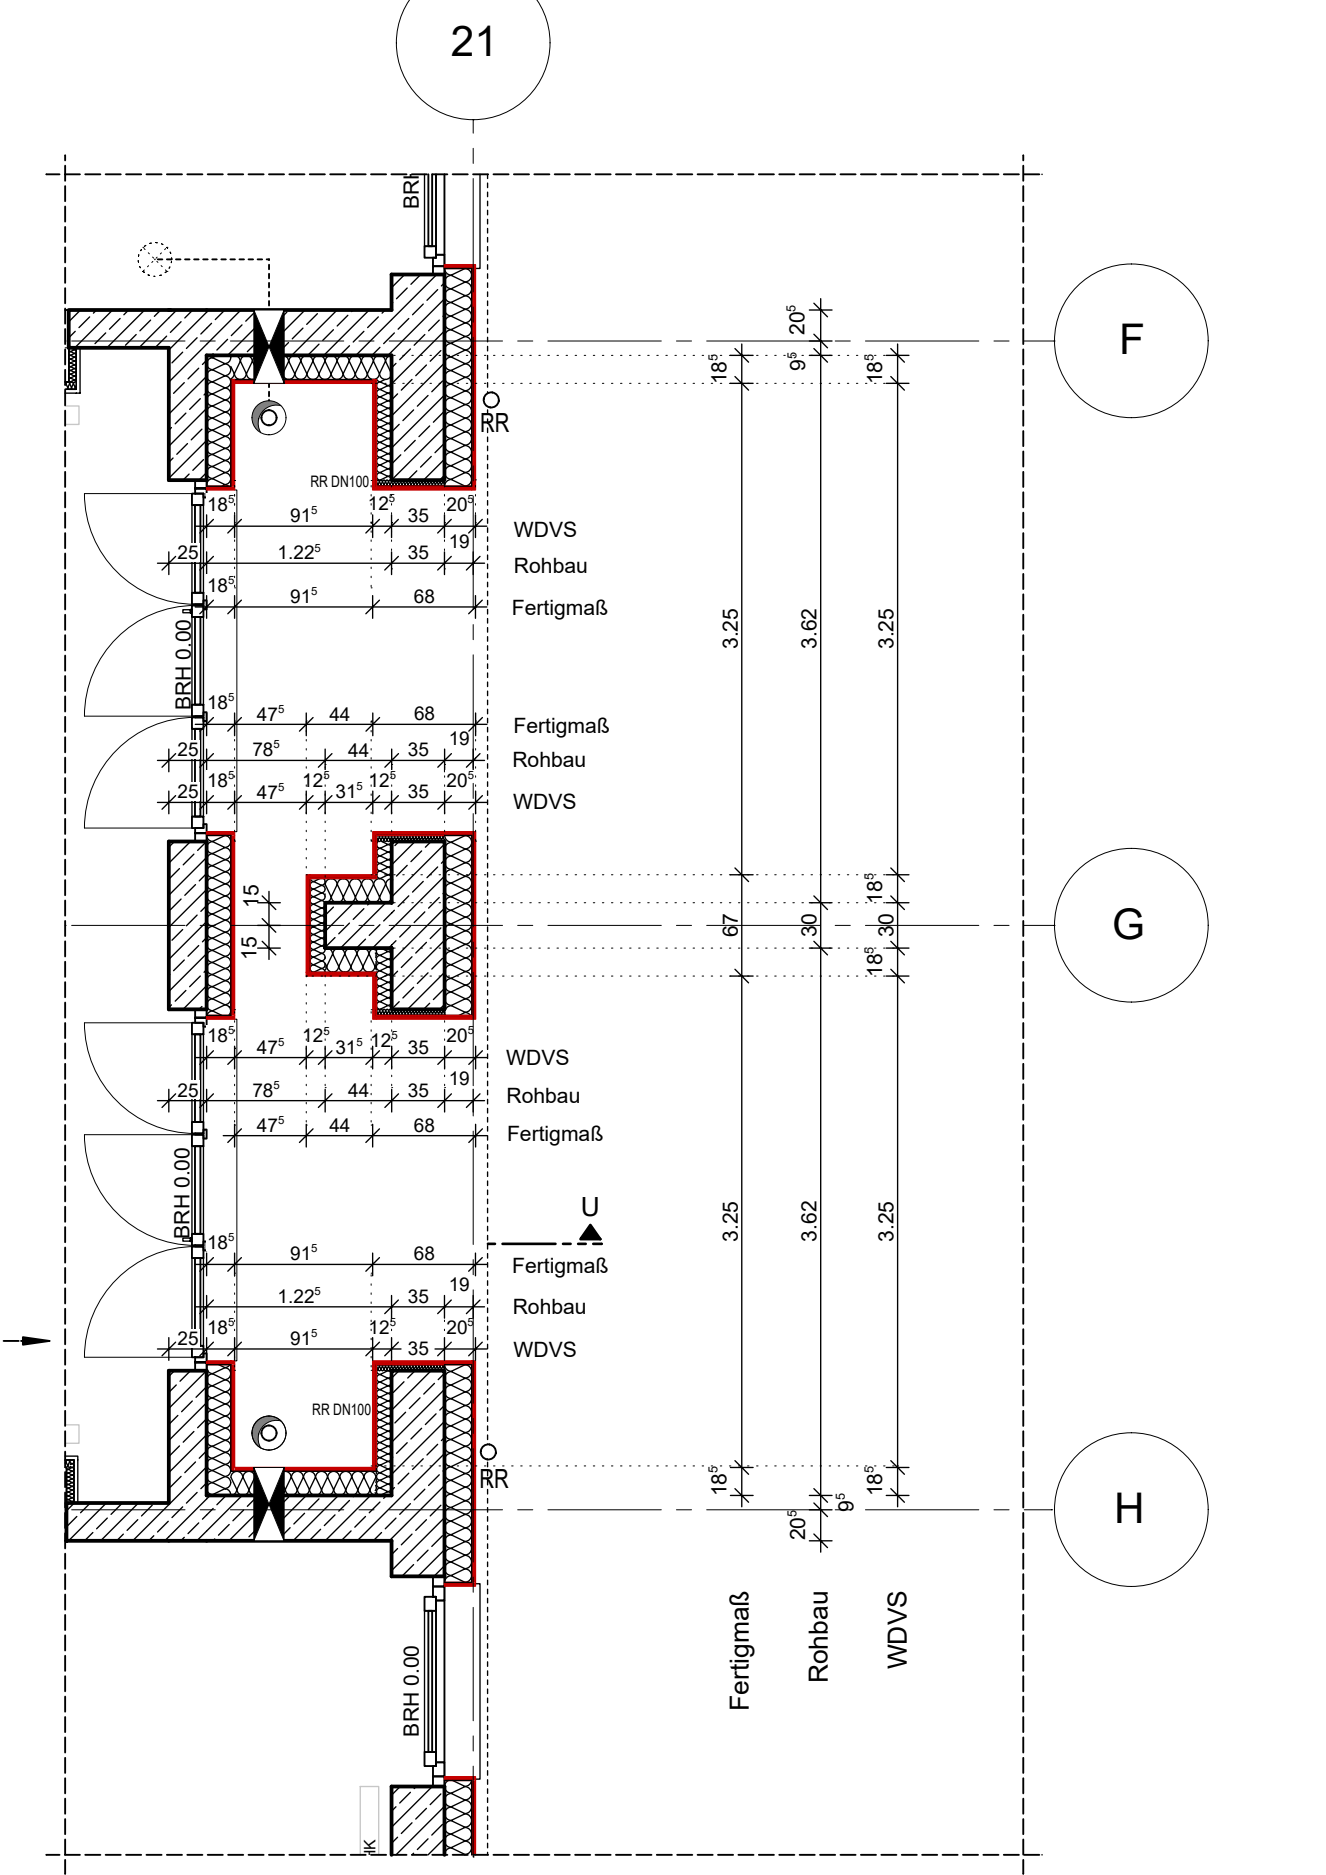 21
BRH
F
20⁵
9⁵
18⁵
18⁵
RR
RR DN100
18⁵ 91⁵ 12⁵ 35 20⁵ WDVS
25 1.22⁵ 35 19 Rohbau
18⁵ 91⁵ 68 Fertigmaß
BRH 0.00
3.25 3.62 3.25
18⁵ 47⁵ 44 68 Fertigmaß
25 78⁵ 44 35 19 Rohbau
25 18⁵ 47⁵ 12⁵ 31⁵ 12⁵ 35 20⁵ WDVS
15
15
67 30 18⁵ 30 18⁵
G
18⁵ 47⁵ 12⁵ 31⁵ 12⁵ 35 20⁵ WDVS
25 78⁵ 44 35 19 Rohbau
47⁵ 44 68 Fertigmaß
BRH 0.00
U
3.25 3.62 3.25
18⁵ 91⁵ 68 Fertigmaß
1.22⁵ 35 19 Rohbau
25 18⁵ 91⁵ 12⁵ 35 20⁵ WDVS
RR DN100
RR
18⁵
18⁵
9⁵
20⁵
H
Fertigmaß
Rohbau
WDVS
BRH 0.00
HK